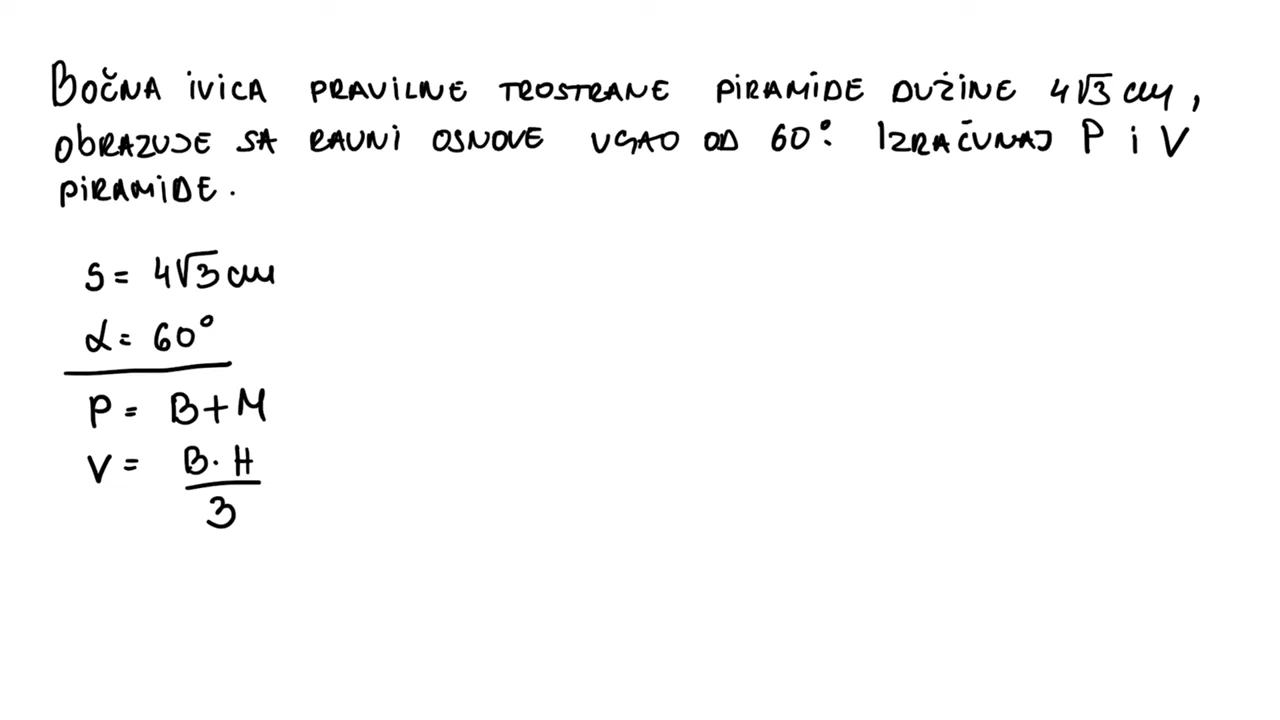 BOČNA IVICA PRAVILNE TROSTRANE PIRAMIDE DUŽINE 4√3 cm,
OBRAZUJE SA RAVNI OSNOVE UGAO OD 60°. IZRAČUNAJ P i V
PIRAMIDE.
s = 4√3 cm
α = 60°
P = B+M
V = B·H
3